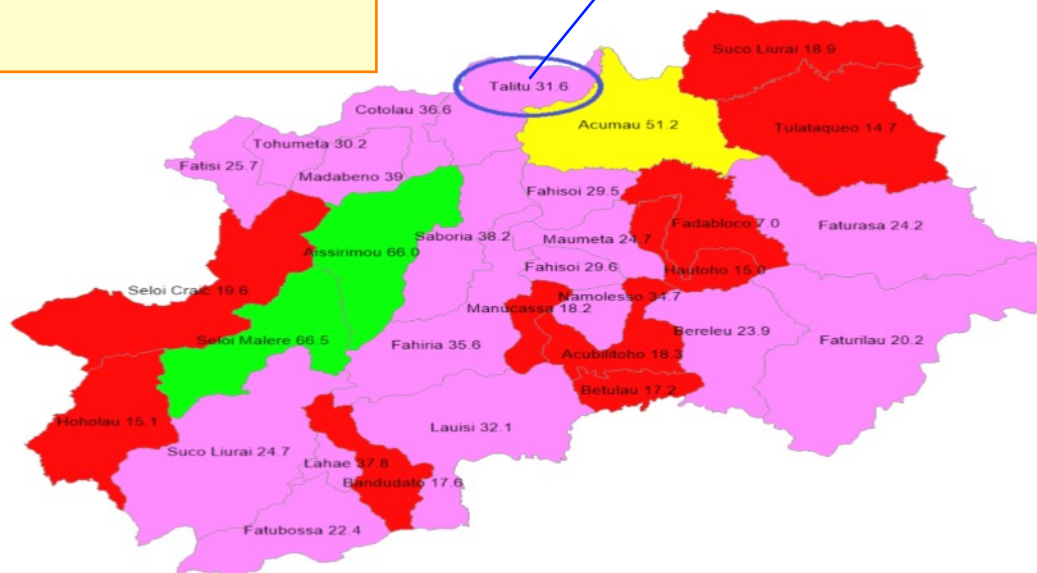 Suco Liurai 18.9
Talitu 31.6
Cotolau 36.6
Acumau 51.2
Tulataqueo 14.7
Tohumeta 30.2
Fatisi 25.7
Madabeno 39
Fahisoi 29.5
Fadabloco 7.0
Faturasa 24.2
Saboria 38.2
Maumeta 24.7
Aissirimou 66.0
Fahisoi 29.6
Hautoho 15.0
Seloi Craic 19.6
Namolesso 34.7
Manucassa 18.2
Bereleu 23.9
Seloi Malere 66.5
Fahiria 35.6
Faturilau 20.2
Acubilitoho 18.3
Betulau 17.2
Hoholau 15.1
Lauisi 32.1
Suco Liurai 24.7
Lahae 37.8
Bandudato 17.6
Fatubossa 22.4